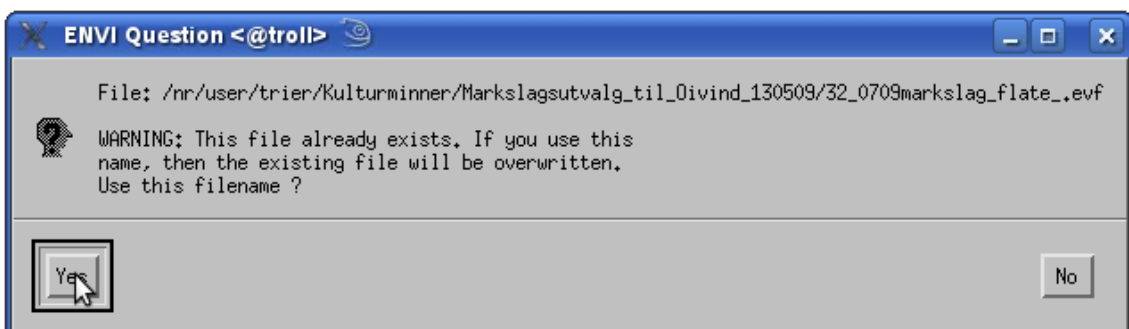 ENVI Question <@troll>
File: /nr/user/trier/Kulturminner/Markslagsutvalg_til_Oivind_130509/32_0709markslag_flate_.evf
WARNING: This file already exists. If you use this
name, then the existing file will be overwritten.
Use this filename ?
Yes
No